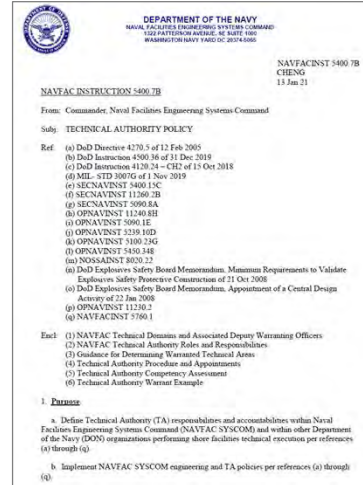 DEPARTMENT OF THE NAVY
NAVAL FACILITIES ENGINEERING SYSTEMS COMMAND
1322 PATTERSON AVENUE, SE SUITE 1000
WASHINGTON NAVY YARD DC 20374-5065
NAVFACINST 5400.7B
CHENG
13 Jan 21
NAVFAC INSTRUCTION 5400.7B
From: Commander, Naval Facilities Engineering Systems Command
Subj: TECHNICAL AUTHORITY POLICY
Ref: (a) DoD Directive 4270.5 of 12 Feb 2005
(b) DoD Instruction 4500.36 of 31 Dec 2019
(c) DoD Instruction 4120.24 – CH2 of 15 Oct 2018
(d) MIL- STD 3007G of 1 Nov 2019
(e) SECNAVINST 5400.15C
(f) SECNAVINST 11260.2B
(g) SECNAVINST 5090.8A
(h) OPNAVINST 11240.8H
(i) OPNAVINST 5090.1E
(j) OPNAVINST 5239.10D
(k) OPNAVINST 5100.23G
(l) OPNAVINST 5450.348
(m) NOSSAINST 8020.22
(n) DoD Explosives Safety Board Memorandum, Minimum Requirements to Validate
Explosives Safety Protective Construction of 21 Oct 2008
(o) DoD Explosives Safety Board Memorandum, Appointment of a Central Design
Activity of 22 Jan 2008
(p) OPNAVINST 11230.2
(q) NAVFACINST 5760.1
Encl: (1) NAVFAC Technical Domains and Associated Deputy Warranting Officers
(2) NAVFAC Technical Authority Roles and Responsibilities
(3) Guidance for Determining Warranted Technical Areas
(4) Technical Authority Procedure and Appointments
(5) Technical Authority Competency Assessment
(6) Technical Authority Warrant Example
1. Purpose.
a. Define Technical Authority (TA) responsibilities and accountabilities within Naval
Facilities Engineering Systems Command (NAVFAC SYSCOM) and within other Department
of the Navy (DON) organizations performing shore facilities technical execution per references
(a) through (q).
b. Implement NAVFAC SYSCOM engineering and TA policies per references (a) through
(q).